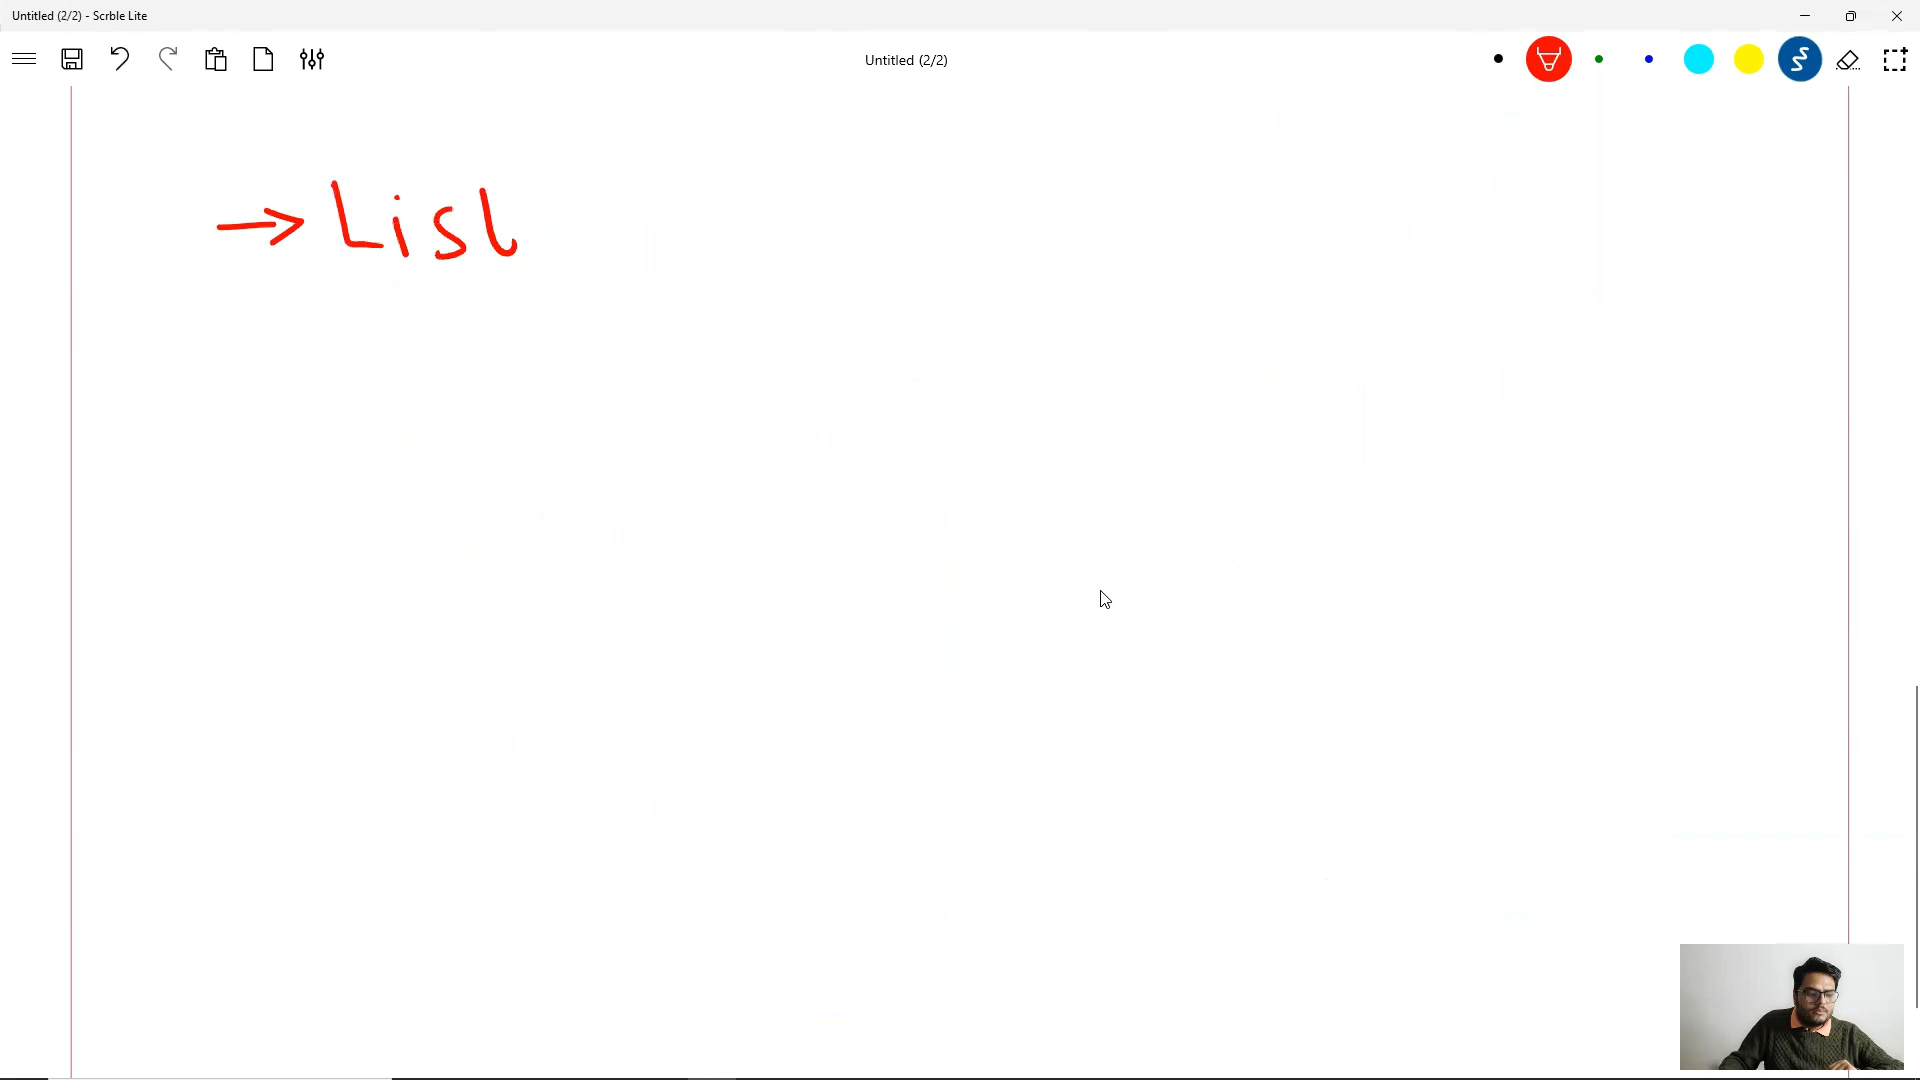 Untitled (2/2) - Scrble Lite
Untitled (2/2)
→ List